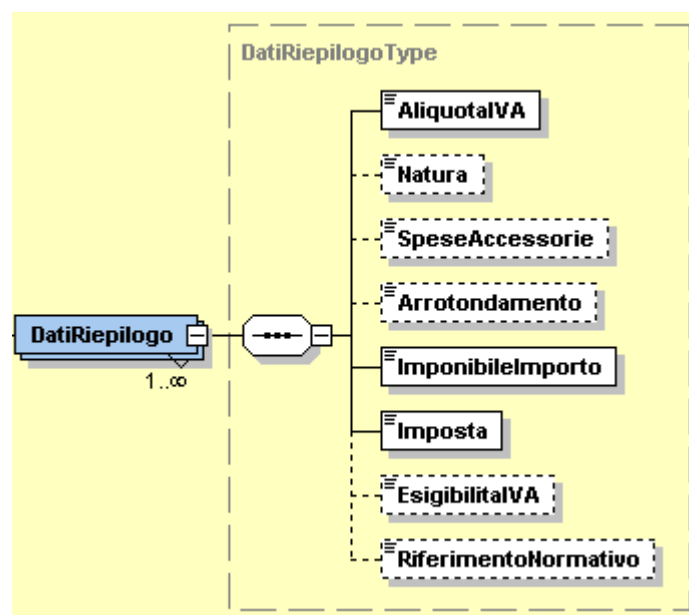 DatiRiepilogoType
AliquotaIVA
Natura
SpeseAccessorie
Arrotondamento
DatiRiepilogo
1..∞
ImponibileImporto
Imposta
EsigibilitaIVA
RiferimentoNormativo